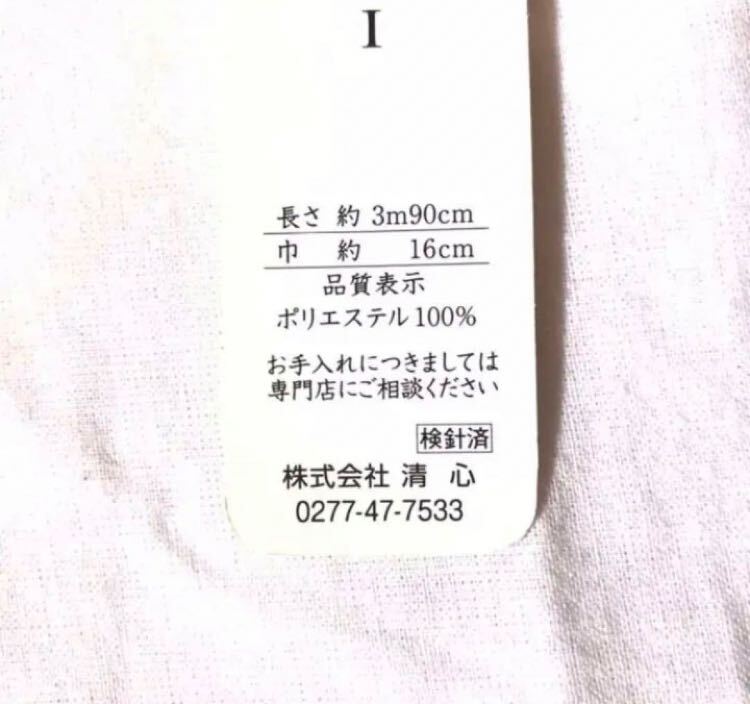 I
長さ 約 3m90cm
巾 約 16cm
品質表示
ポリエステル100%
お手入れにつきましては
専門店にご相談ください
検針済
株式会社 清 心
0277-47-7533